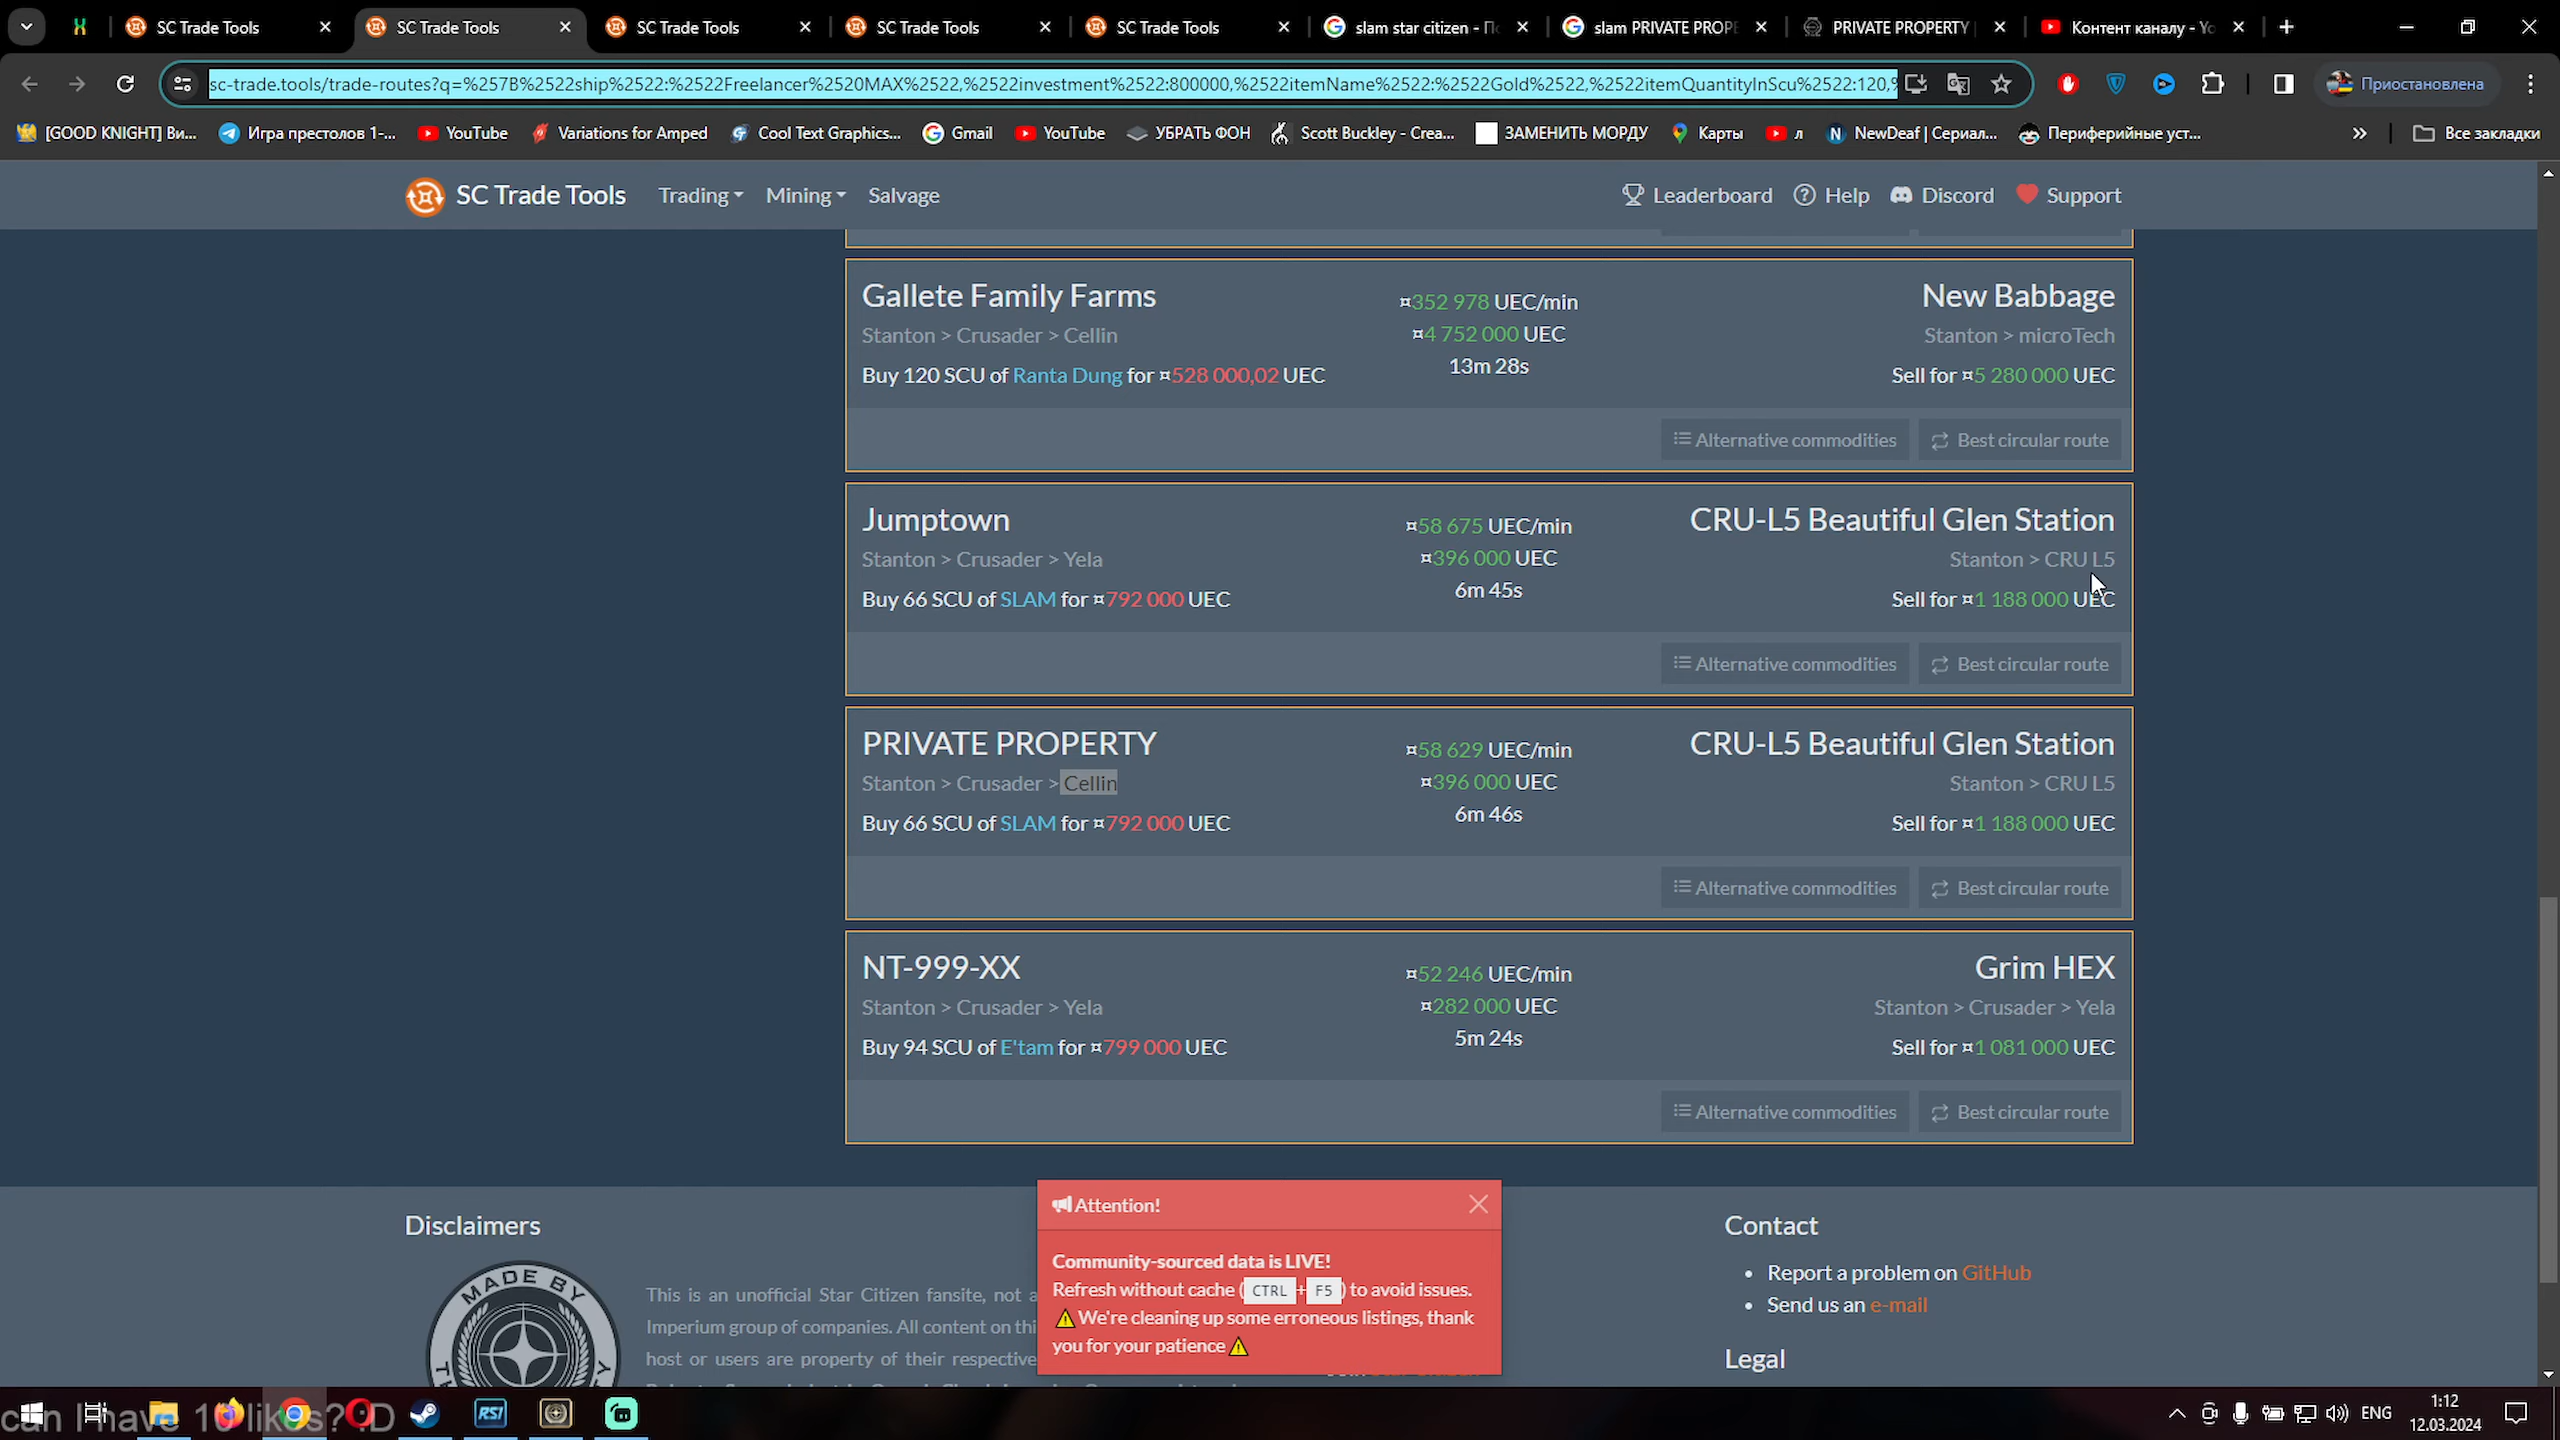 SC Trade Tools
SC Trade Tools
SC Trade Tools
SC Trade Tools
SC Trade Tools
slam star citizen - П
slam PRIVATE PROP
PRIVATE PROPERTY
Контент каналу - Yo
sc-trade.tools/trade-routes?q=%257B%2522ship%2522:%2522Freelancer%2520MAX%2522,%2522investment%2522:800000,%2522itemName%2522:%2522Gold%2522,%2522itemQuantityInScu%2522:120,%
Приостановлена
[GOOD KNIGHT] Ви...
Игра престолов 1-...
YouTube
Variations for Amped
Cool Text Graphics...
Gmail
YouTube
УБРАТЬ ФОН
Scott Buckley - Crea...
ЗАМЕНИТЬ МОРДУ
Карты
л
NewDeaf | Сериал...
Периферийные уст...
»
Все закладки
SC Trade Tools
Trading
Mining
Salvage
Leaderboard
Help
Discord
Support
Gallete Family Farms
Stanton > Crusader > Cellin
Buy 120 SCU of Ranta Dung for ¤528 000,02 UEC
¤352 978 UEC/min
¤4 752 000 UEC
13m 28s
New Babbage
Stanton > microTech
Sell for ¤5 280 000 UEC
Alternative commodities
Best circular route
Jumptown
Stanton > Crusader > Yela
Buy 66 SCU of SLAM for ¤792 000 UEC
¤58 675 UEC/min
¤396 000 UEC
6m 45s
CRU-L5 Beautiful Glen Station
Stanton > CRU L5
Sell for ¤1 188 000 UEC
Alternative commodities
Best circular route
PRIVATE PROPERTY
Stanton > Crusader > Cellin
Buy 66 SCU of SLAM for ¤792 000 UEC
¤58 629 UEC/min
¤396 000 UEC
6m 46s
CRU-L5 Beautiful Glen Station
Stanton > CRU L5
Sell for ¤1 188 000 UEC
Alternative commodities
Best circular route
NT-999-XX
Stanton > Crusader > Yela
Buy 94 SCU of E'tam for ¤799 000 UEC
¤52 246 UEC/min
¤282 000 UEC
5m 24s
Grim HEX
Stanton > Crusader > Yela
Sell for ¤1 081 000 UEC
Alternative commodities
Best circular route
Disclaimers
MADE BY
This is an unofficial Star Citizen fansite, not a
Imperium group of companies. All content on thi
host or users are property of their respective
Attention!
Community-sourced data is LIVE!
Refresh without cache (CTRL+F5) to avoid issues.
We're cleaning up some erroneous listings, thank
you for your patience
Contact
Report a problem on GitHub
Send us an e-mail
Legal
can I have 10 likes? :D
RSI
ENG
1:12
12.03.2024